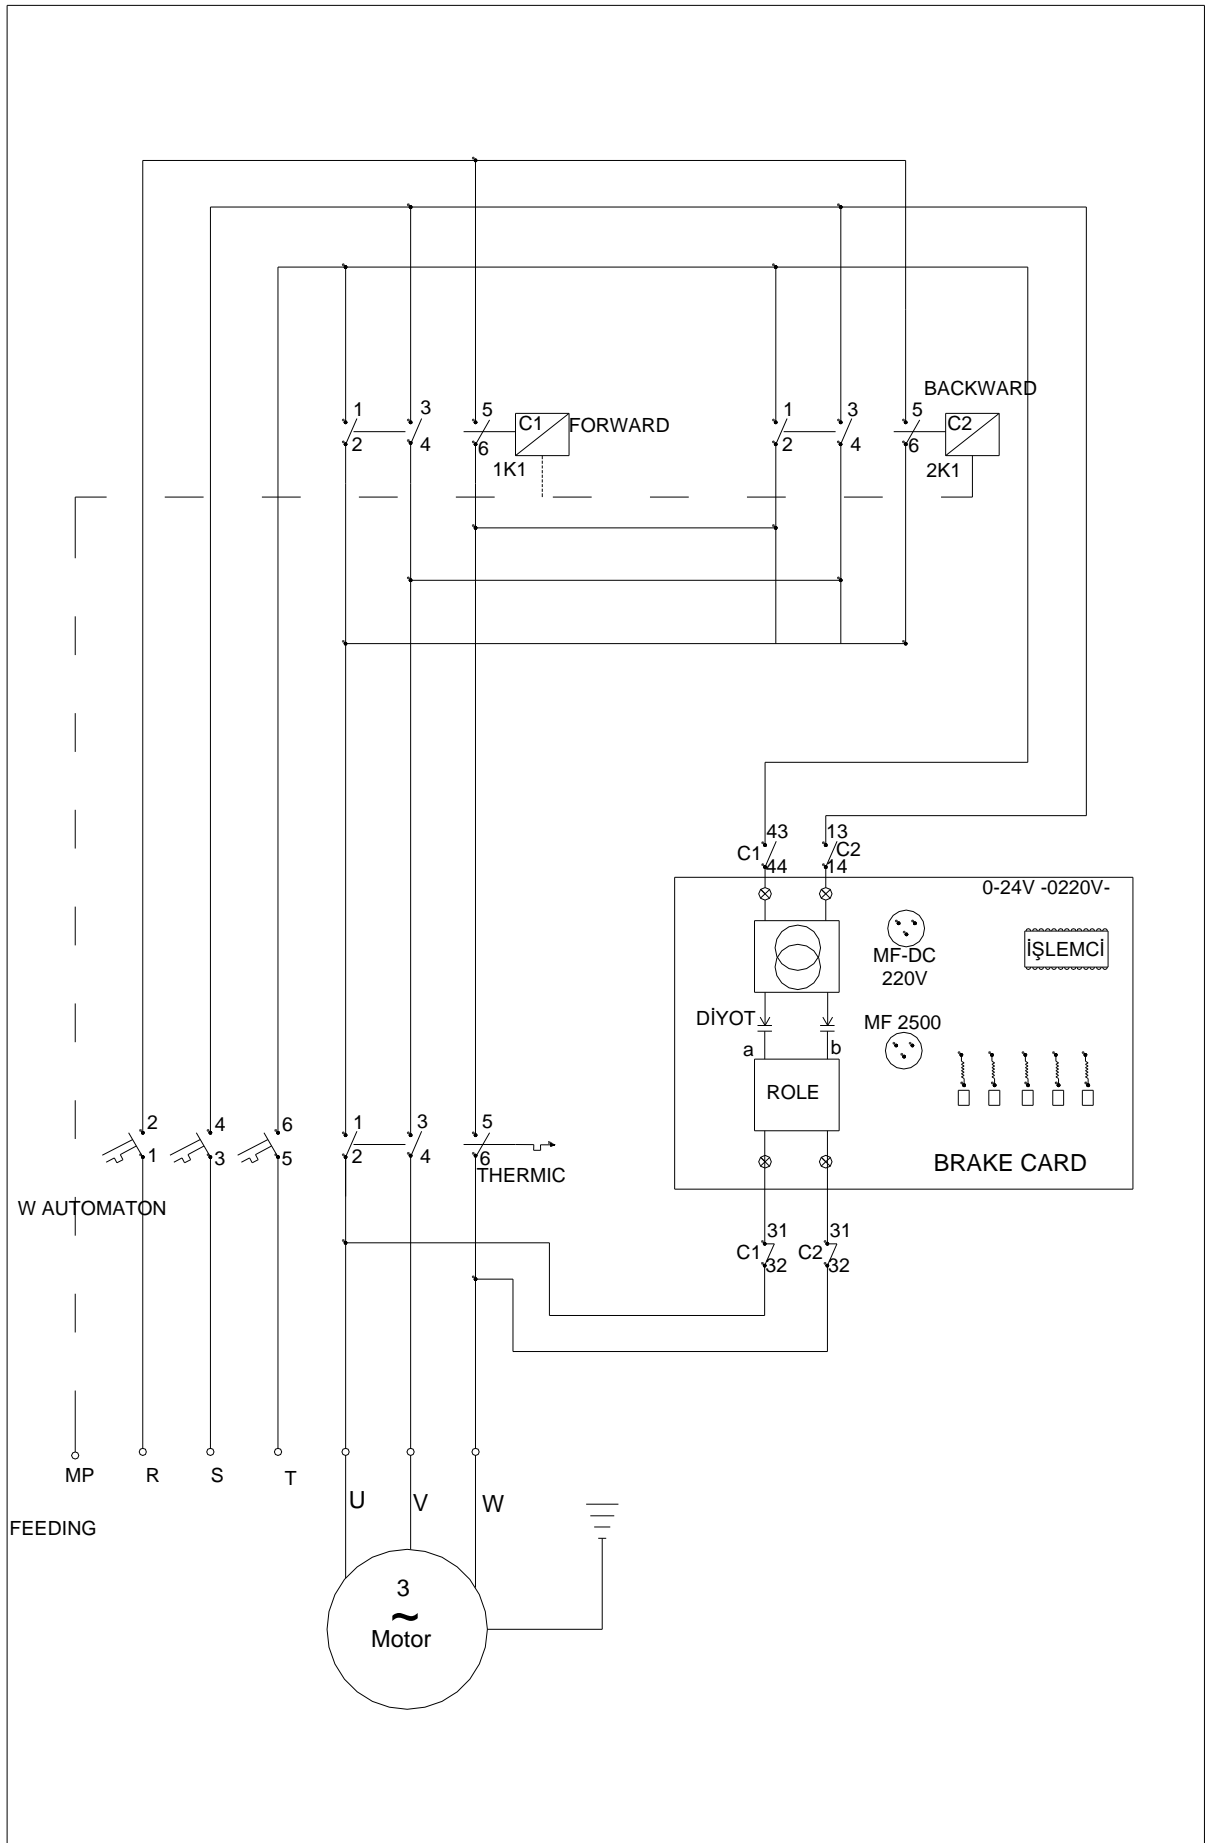 BACKWARD
1
3
5
C1
FORWARD
1
3
5
C2
2
4
6
2
4
6
1K1
2K1
43
13
C1
C2
44
14
0-24V -0220V-
MF-DC
220V
İŞLEMCİ
DİYOT
MF 2500
a
b
ROLE
2
4
6
1
3
5
1
3
5
2
4
6
THERMIC
BRAKE CARD
W AUTOMATON
31
31
C1
C2
32
32
MP
R
S
T
U
V
W
FEEDING
3
~
Motor